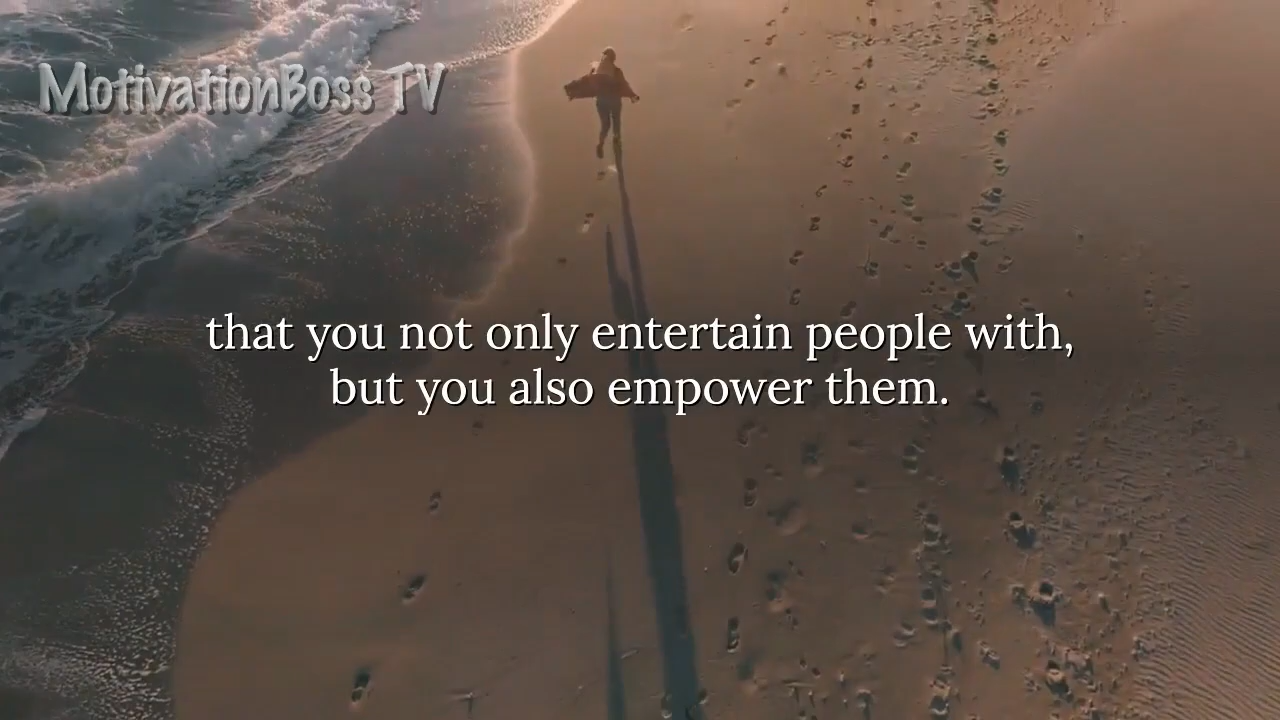 MotivationBoss TV
that you not only entertain people with,
but you also empower them.